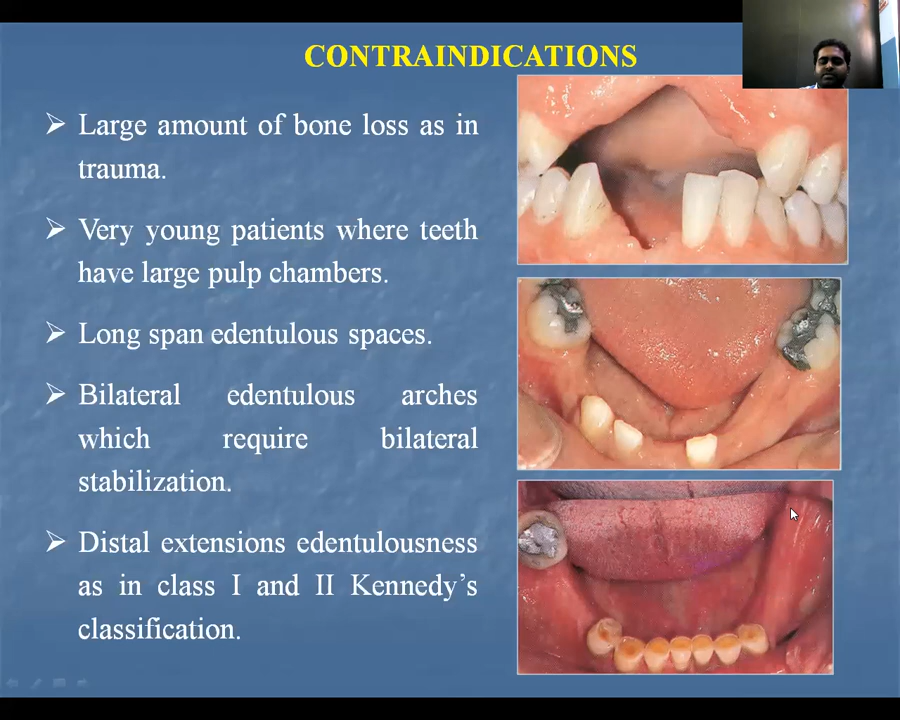 CONTRAINDICATIONS
Large amount of bone loss as in
trauma.
Very young patients where teeth
have large pulp chambers.
Long span edentulous spaces.
Bilateral edentulous arches
which require bilateral
stabilization.
Distal extensions edentulousness
as in class I and II Kennedy’s
classification.